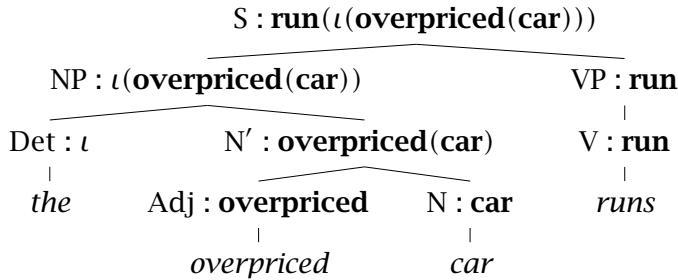 S : run(ι(overpriced(car)))
NP : ι(overpriced(car)) VP : run
Det : ι N′ : overpriced(car) V : run
the Adj : overpriced N : car runs
overpriced car